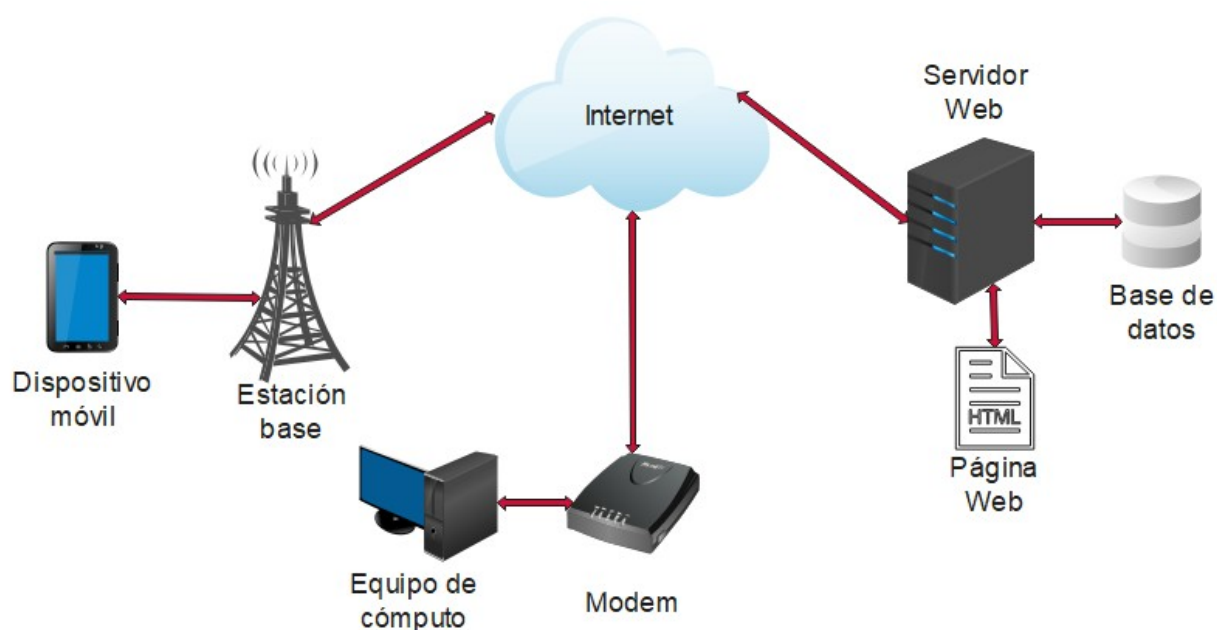 Internet
Servidor
Web
Base de
datos
HTML
Página
Web
Dispositivo
móvil
Estación
base
Equipo de
cómputo
Modem